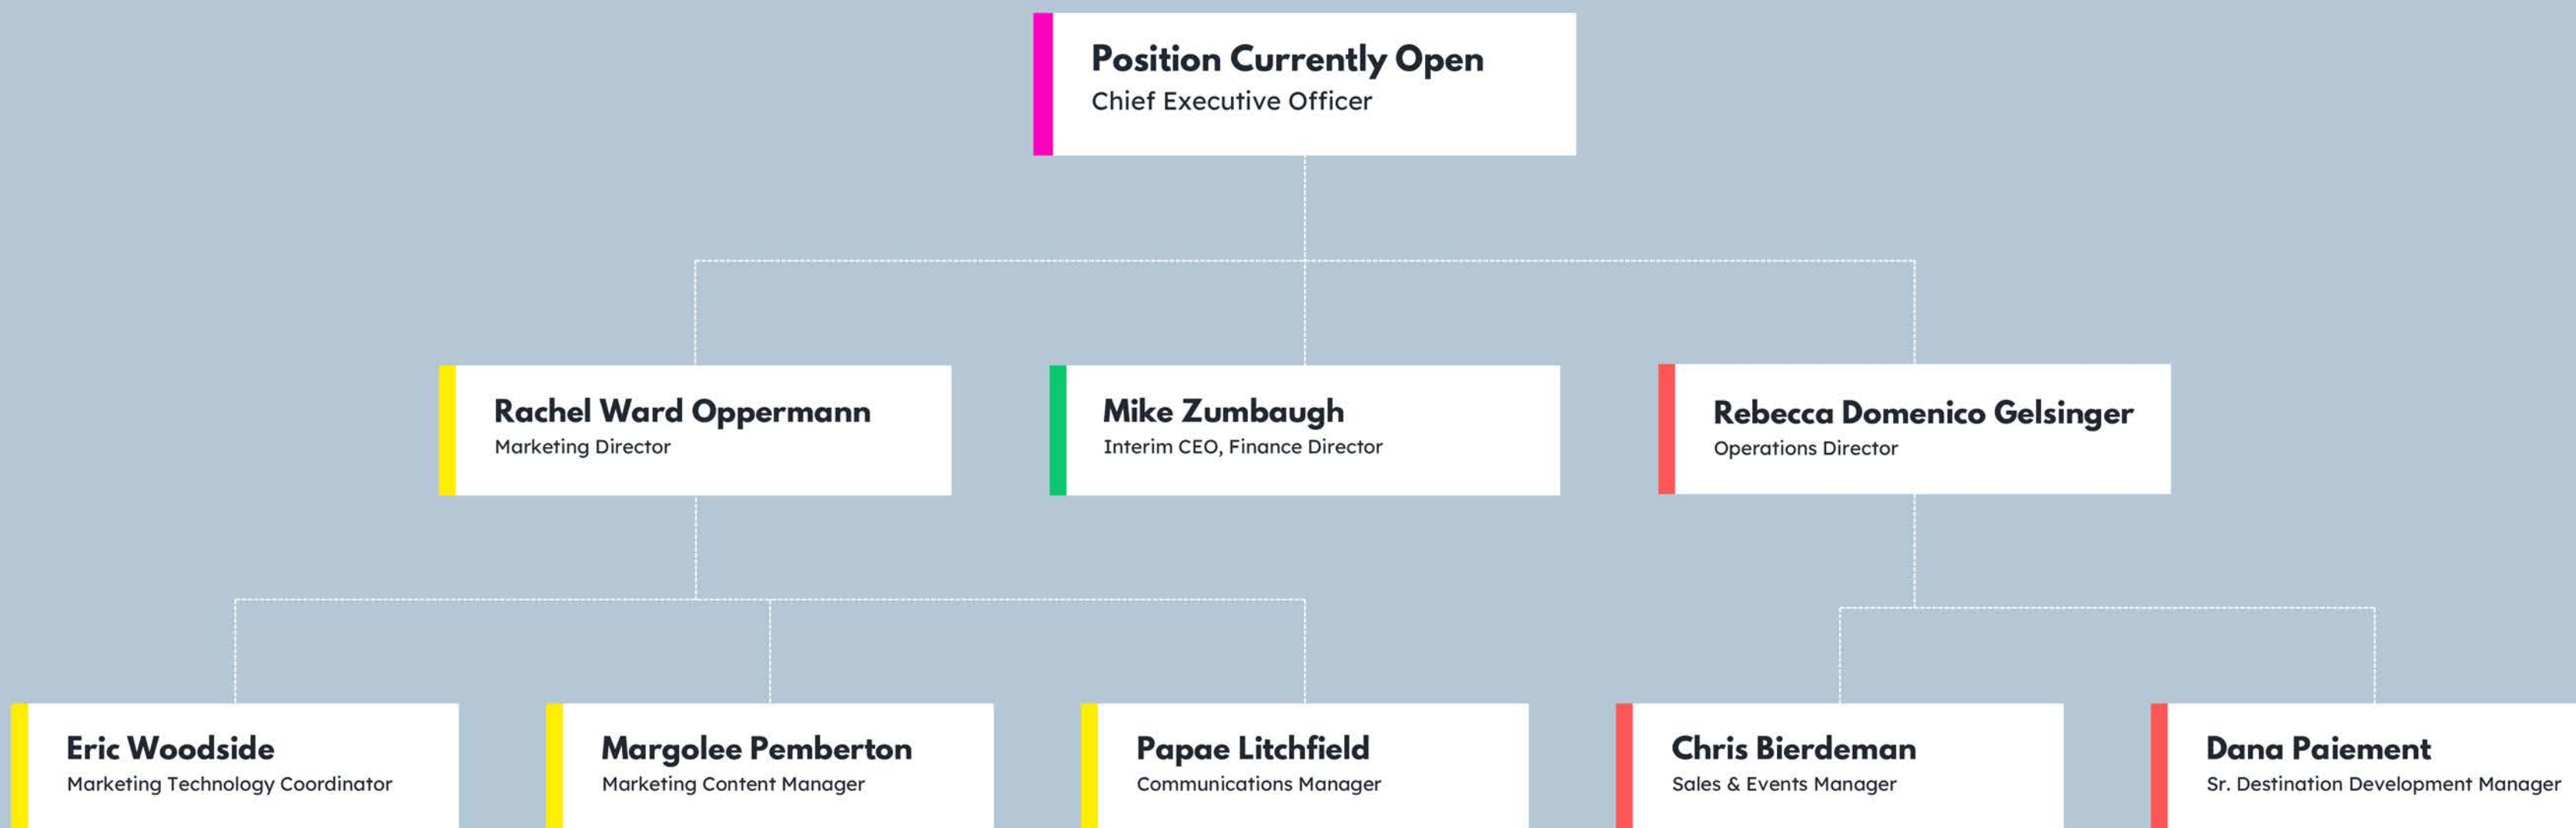 Position Currently Open
Chief Executive Officer
Rachel Ward Oppermann
Marketing Director
Mike Zumbaugh
Interim CEO, Finance Director
Rebecca Domenico Gelsinger
Operations Director
Eric Woodside
Marketing Technology Coordinator
Margolee Pemberton
Marketing Content Manager
Papae Litchfield
Communications Manager
Chris Bierdeman
Sales & Events Manager
Dana Paiement
Sr. Destination Development Manager